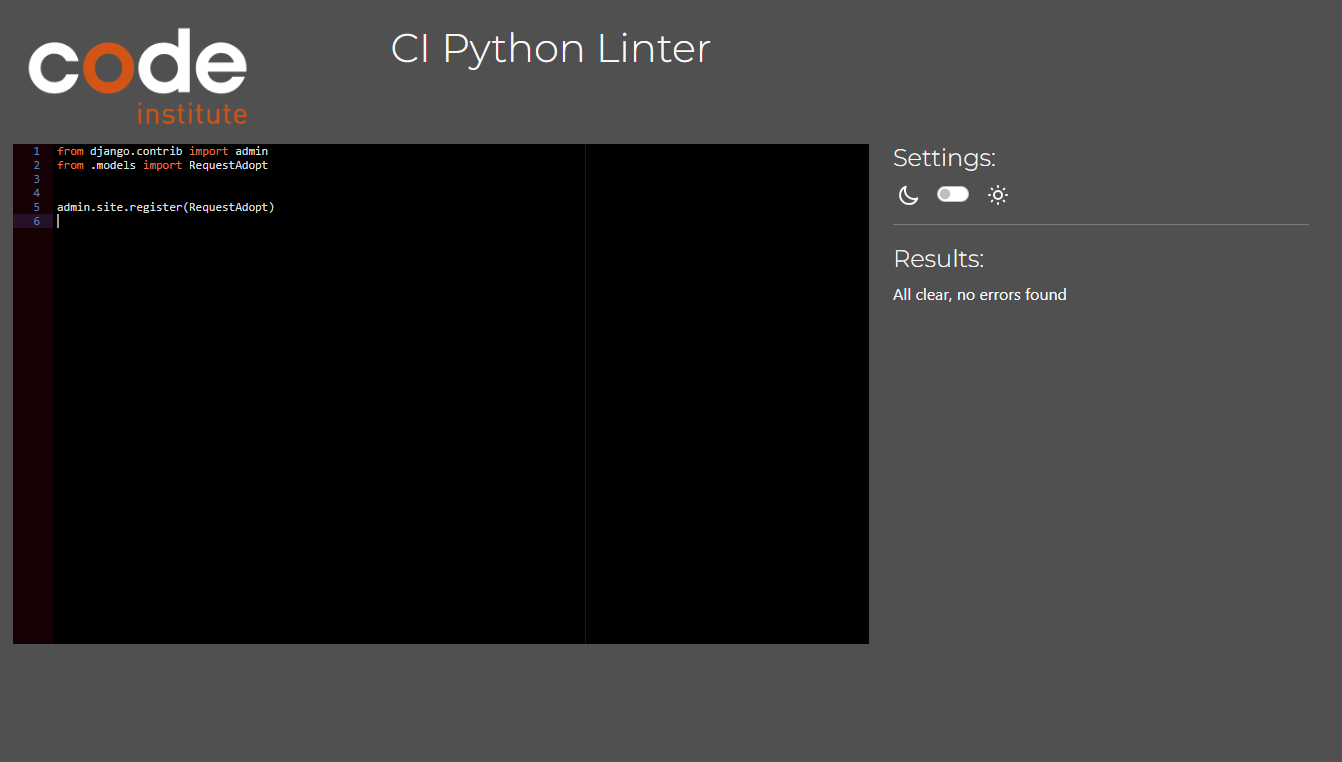 code
institute
CI Python Linter
1 from django.contrib import admin
2 from .models import RequestAdopt
3
4
5 admin.site.register(RequestAdopt)
6
Settings:
Results:
All clear, no errors found